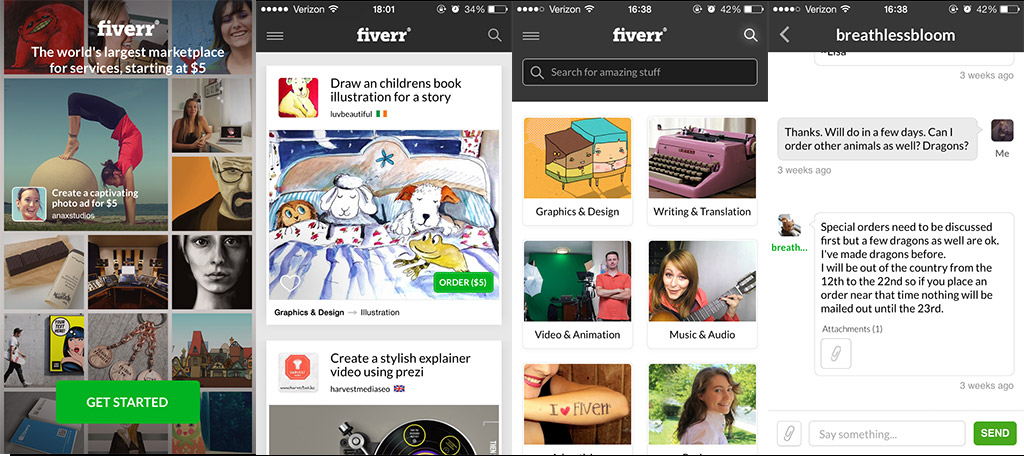 fiverr®
The world's largest marketplace
for services, starting at $5
Create a captivating
photo ad for $5
anaxstudios
YOUR
TEXT
HERE!
GET STARTED
Verizon 18:01 34%
fiverr®
Draw an childrens book
illustration for a story
luvbeautiful
ORDER ($5)
Graphics & Design → Illustration
Create a stylish explainer
video using prezi
harvestmediaseo
Verizon 16:38 42%
fiverr®
Search for amazing stuff
Graphics & Design
Writing & Translation
Video & Animation
Music & Audio
I ♥ Fiverr
Verizon 16:38 42%
breathlessbloom
~Lisa
3 weeks ago
Thanks. Will do in a few days. Can I
order other animals as well? Dragons?
Me
3 weeks ago
breath...
Special orders need to be discussed
first but a few dragons as well are ok.
I've made dragons before.
I will be out of the country from the
12th to the 22nd so if you place an
order near that time nothing will be
mailed out until the 23rd.
Attachments (1)
3 weeks ago
Say something...
SEND